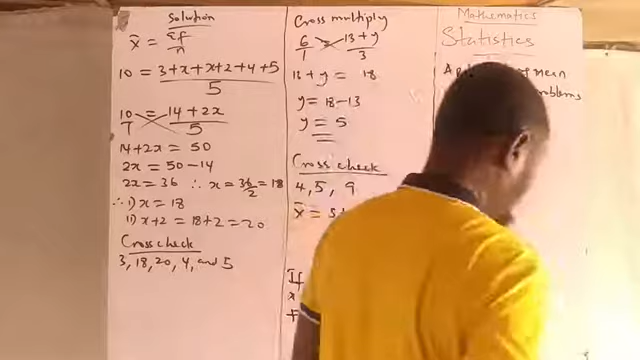 Solution
x̄ = Σf/n
10 = 3+x+x+2+4+5 / 5
10/1 = 14+2x / 5
14+2x = 50
2x = 50-14
2x = 36 ∴ x = 36/2 = 18
∴ i) x = 18
ii) x+2 = 18+2 = 20
Cross check
3, 18, 20, 4, and 5
Cross multiply
6/1 = 13+y / 3
13+y = 18
y = 18-13
y = 5
Cross check
4, 5, 9
x̄ =
If
x
Mathematics
Statistics
of mean
problems